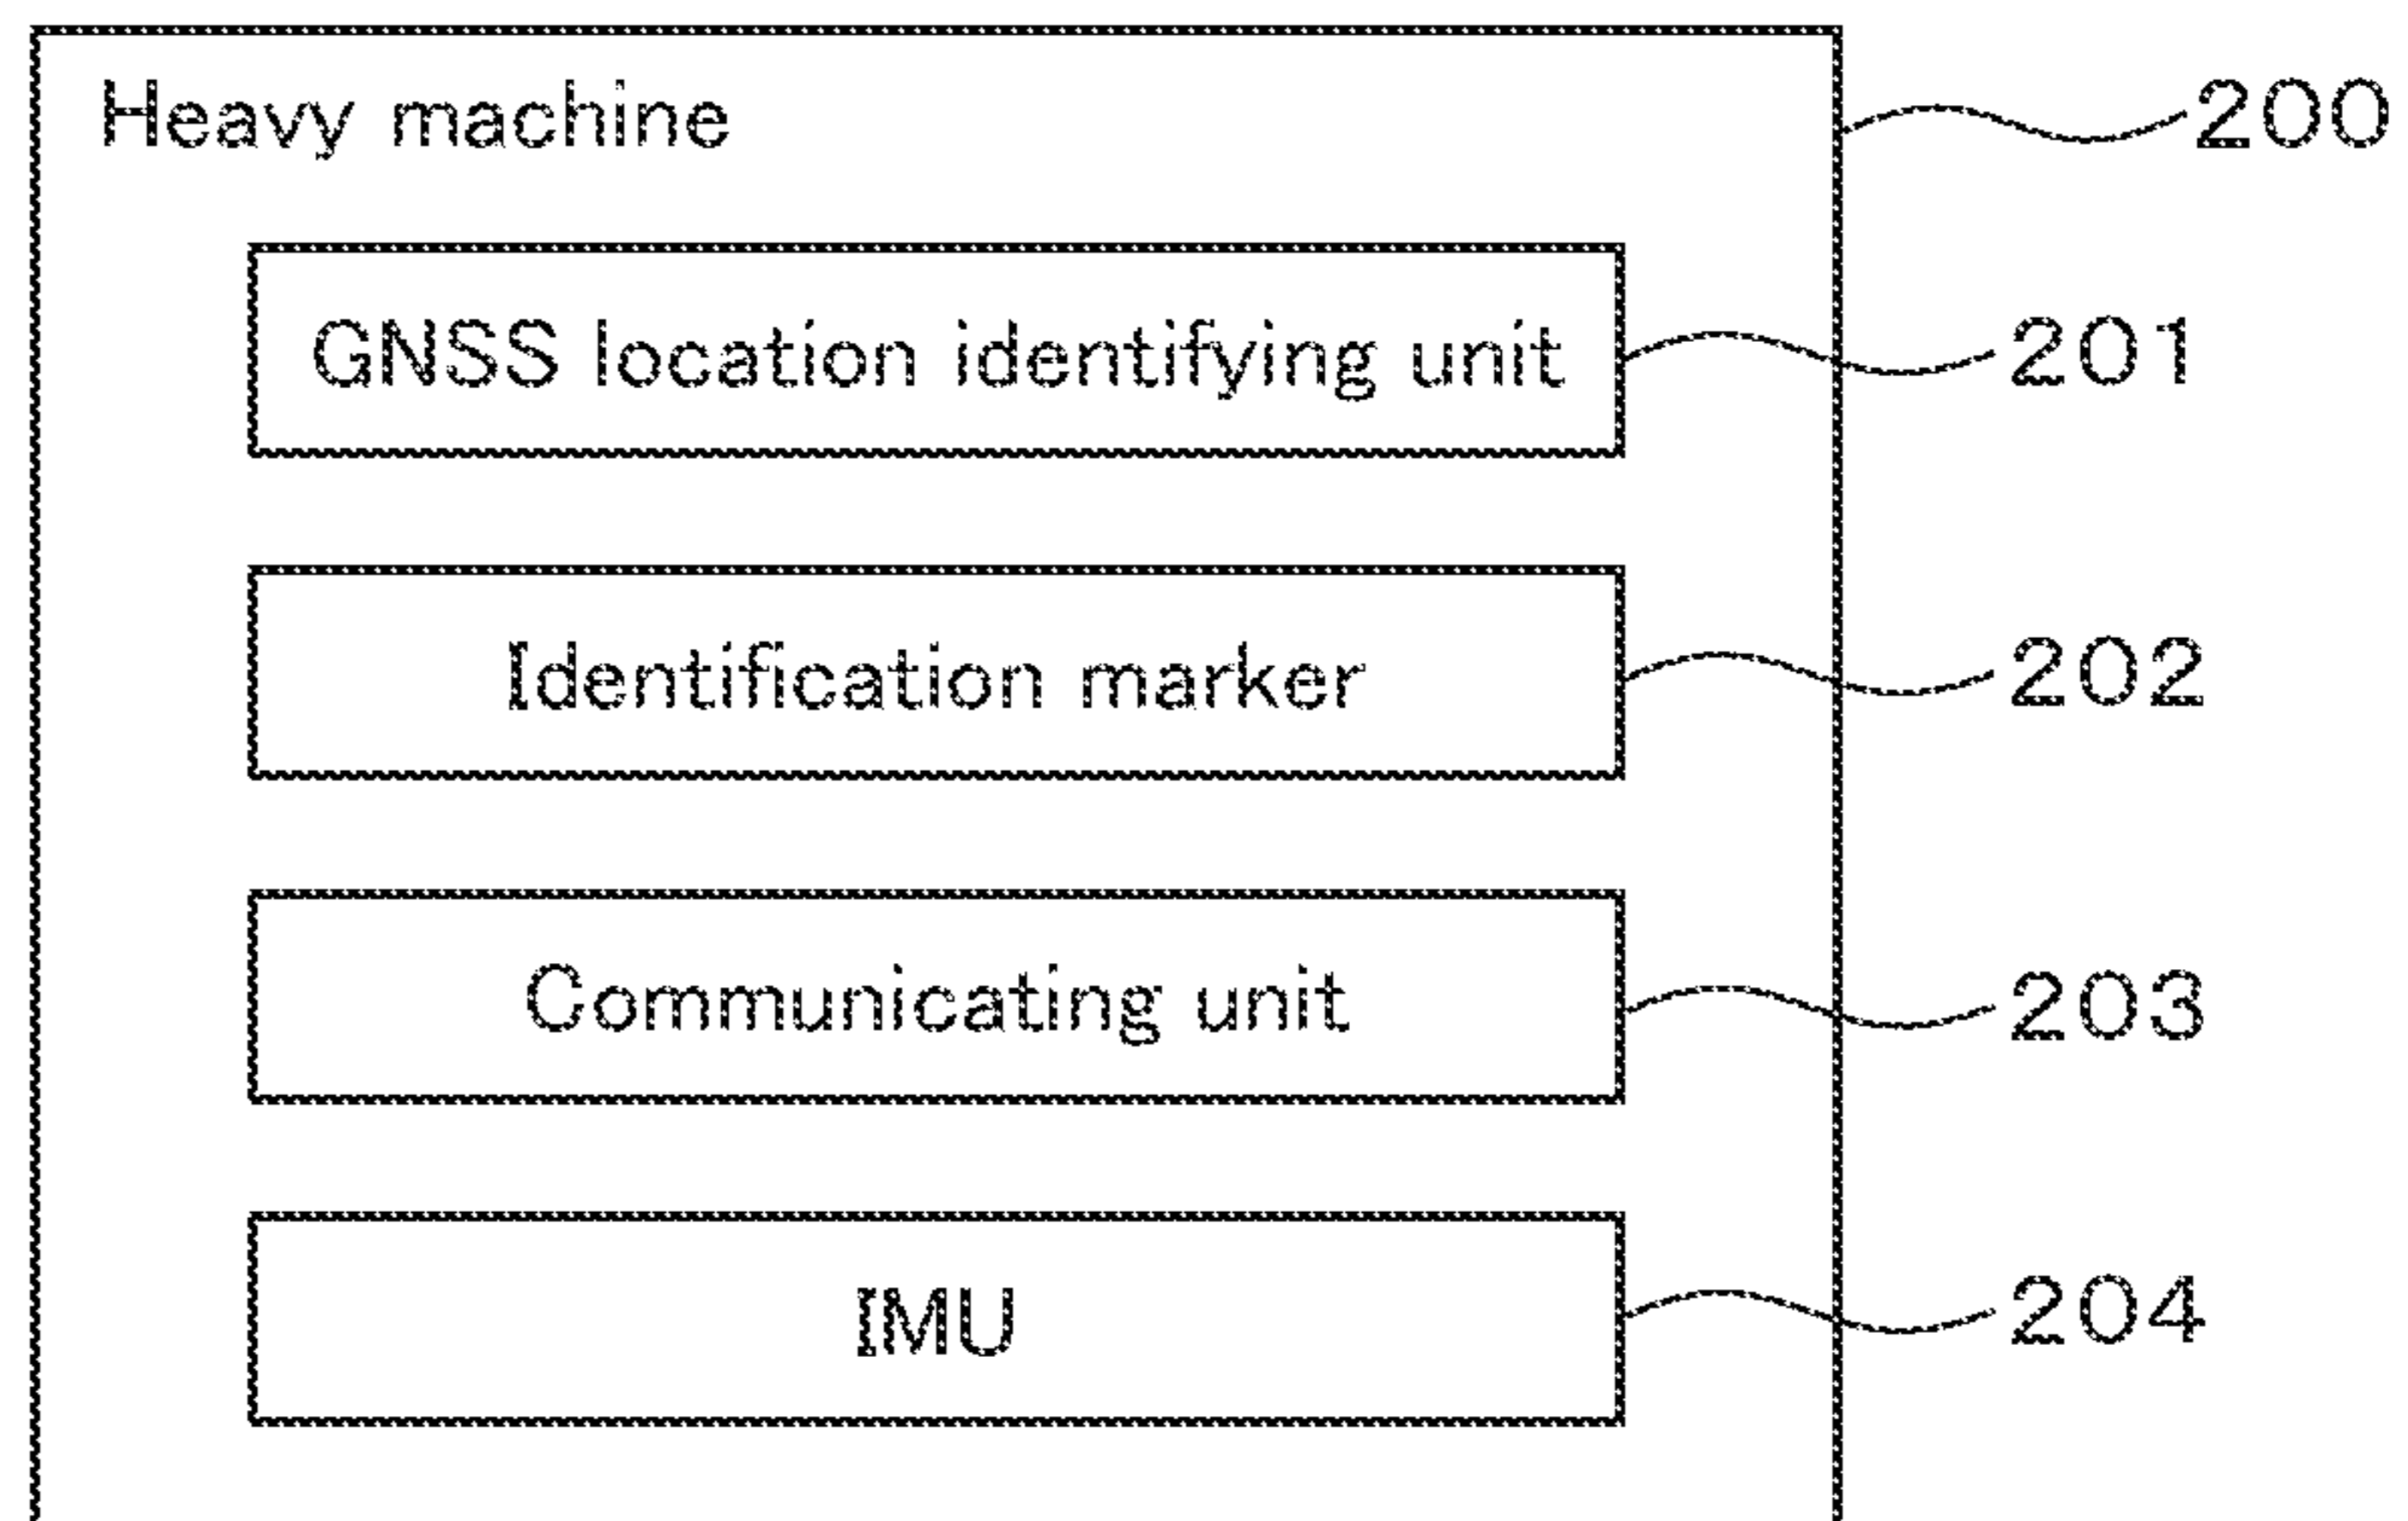 Heavy machine 200
GNSS location identifying unit 201
Identification marker 202
Communicating unit 203
IMU 204